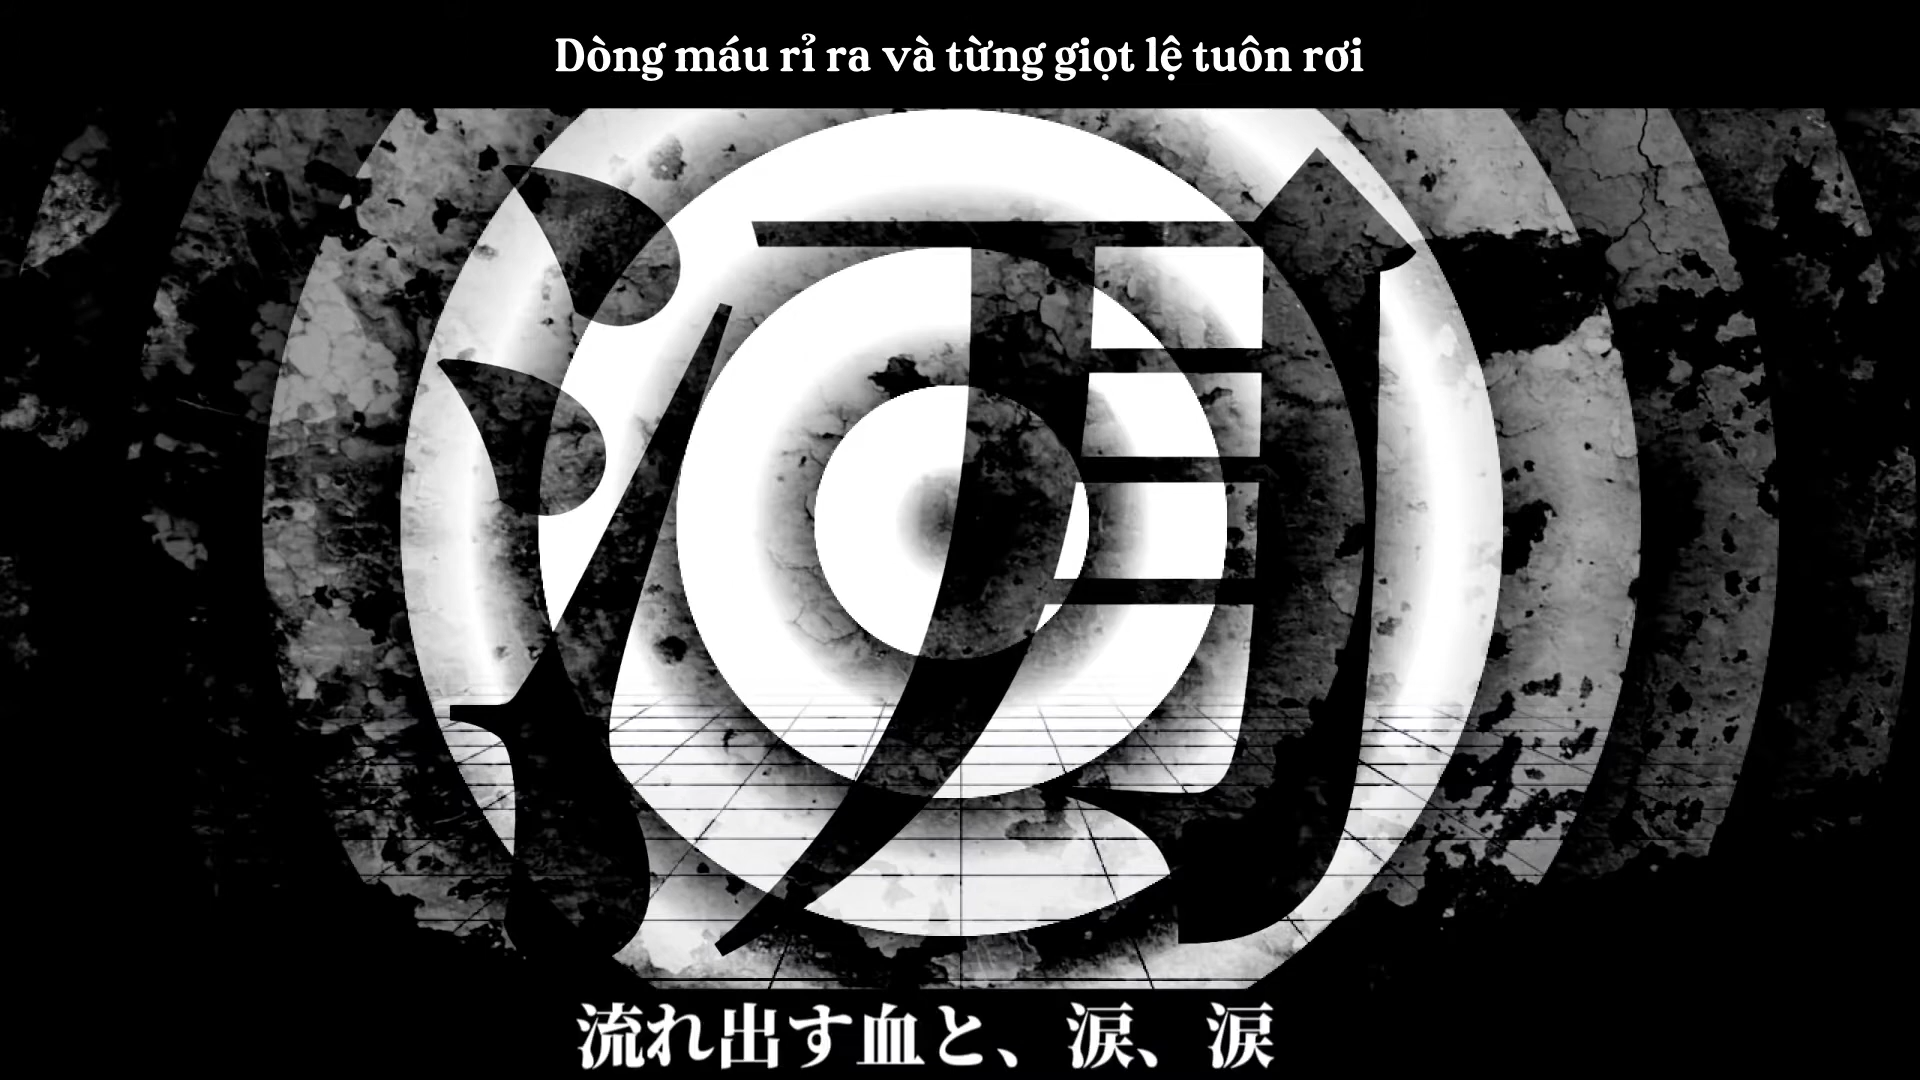 Dòng máu rỉ ra và từng giọt lệ tuôn rơi
流れ出す血と、涙、涙